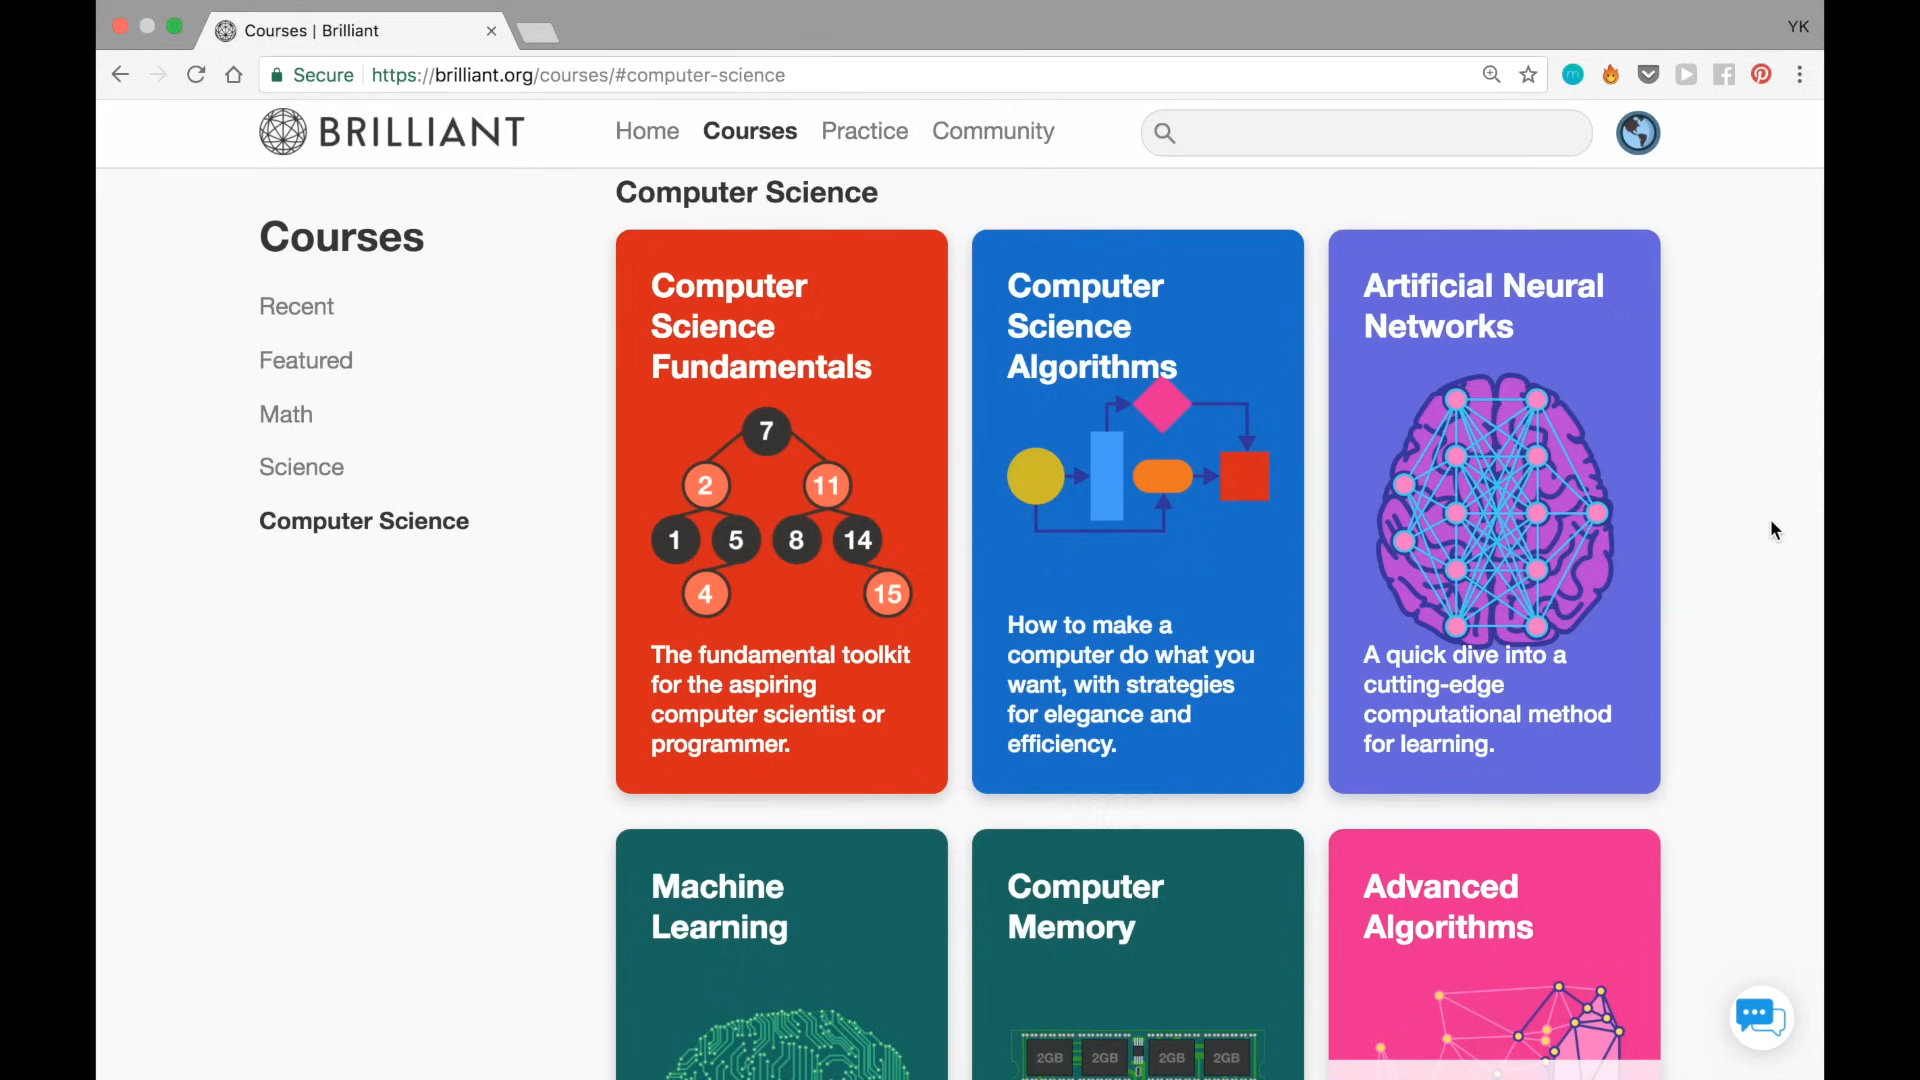 Courses | Brilliant
YK
Secure
https://brilliant.org/courses/#computer-science
m
BRILLIANT
Home
Courses
Practice
Community
Courses
Recent
Featured
Math
Science
Computer Science
Computer Science
Computer
Science
Fundamentals
7
2
11
1
5
8
14
4
15
The fundamental toolkit
for the aspiring
computer scientist or
programmer.
Computer
Science
Algorithms
How to make a
computer do what you
want, with strategies
for elegance and
efficiency.
Artificial Neural
Networks
A quick dive into a
cutting-edge
computational method
for learning.
Machine
Learning
Computer
Memory
2GB
2GB
2GB
2GB
Advanced
Algorithms